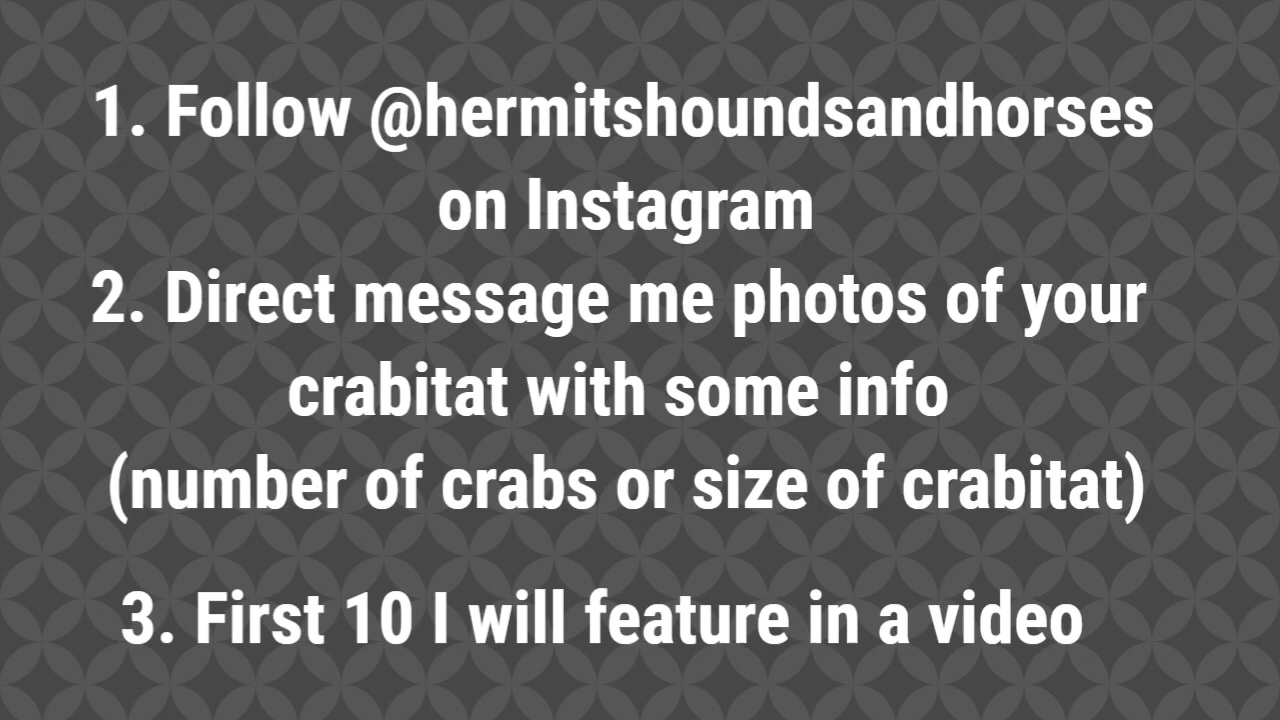 1. Follow @hermitshoundsandhorses
on Instagram
2. Direct message me photos of your
crabitat with some info
(number of crabs or size of crabitat)
3. First 10 I will feature in a video